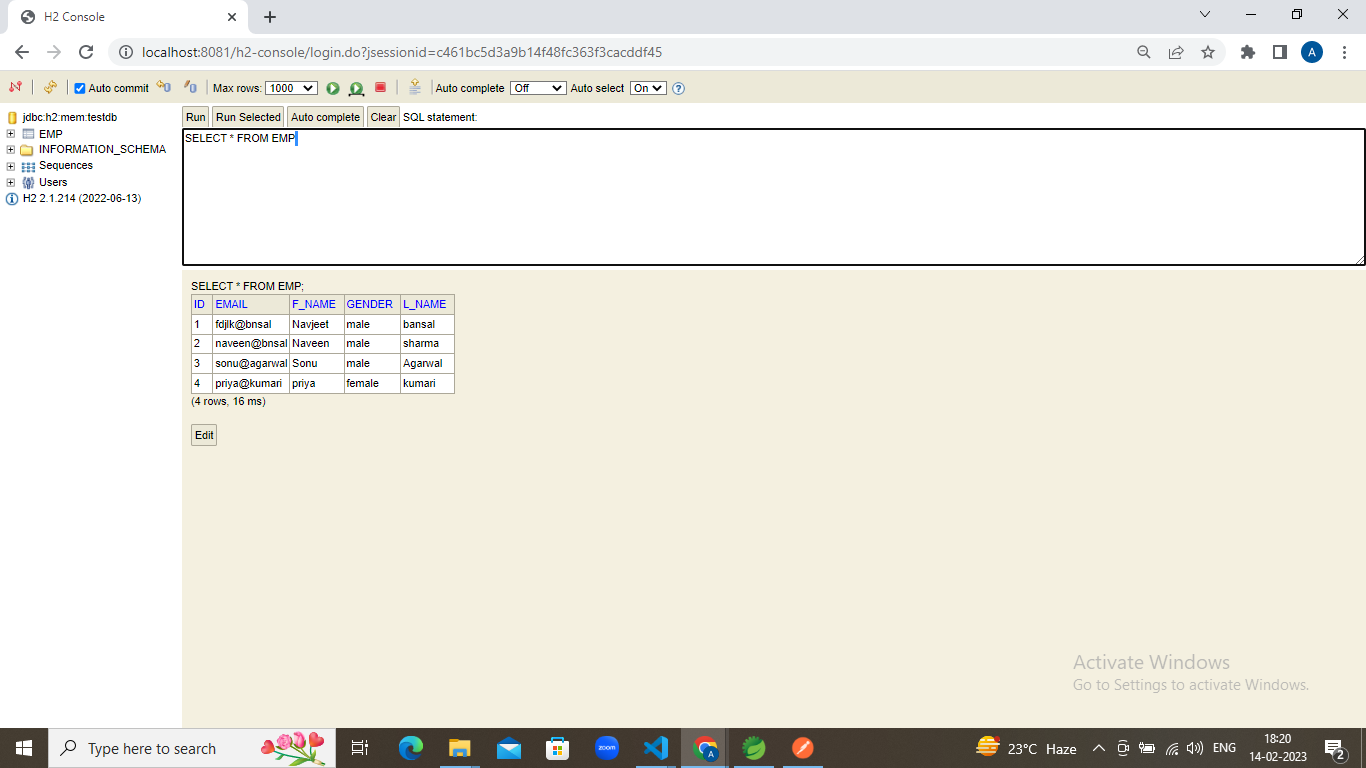 H2 Console
localhost:8081/h2-console/login.do?jsessionid=c461bc5d3a9b14f48fc363f3cacddf45
A
Auto commit Max rows: 1000 Auto complete Off Auto select On ?
jdbc:h2:mem:testdb
EMP
INFORMATION_SCHEMA
Sequences
Users
H2 2.1.214 (2022-06-13)
Run Run Selected Auto complete Clear SQL statement:
SELECT * FROM EMP
SELECT * FROM EMP;
ID EMAIL F_NAME GENDER L_NAME
1 fdjlk@bnsal Navjeet male bansal
2 naveen@bnsal Naveen male sharma
3 sonu@agarwal Sonu male Agarwal
4 priya@kumari priya female kumari
(4 rows, 16 ms)
Edit
Activate Windows
Go to Settings to activate Windows.
Type here to search
zoom
A
23°C Haze
ENG
18:20
14-02-2023
2